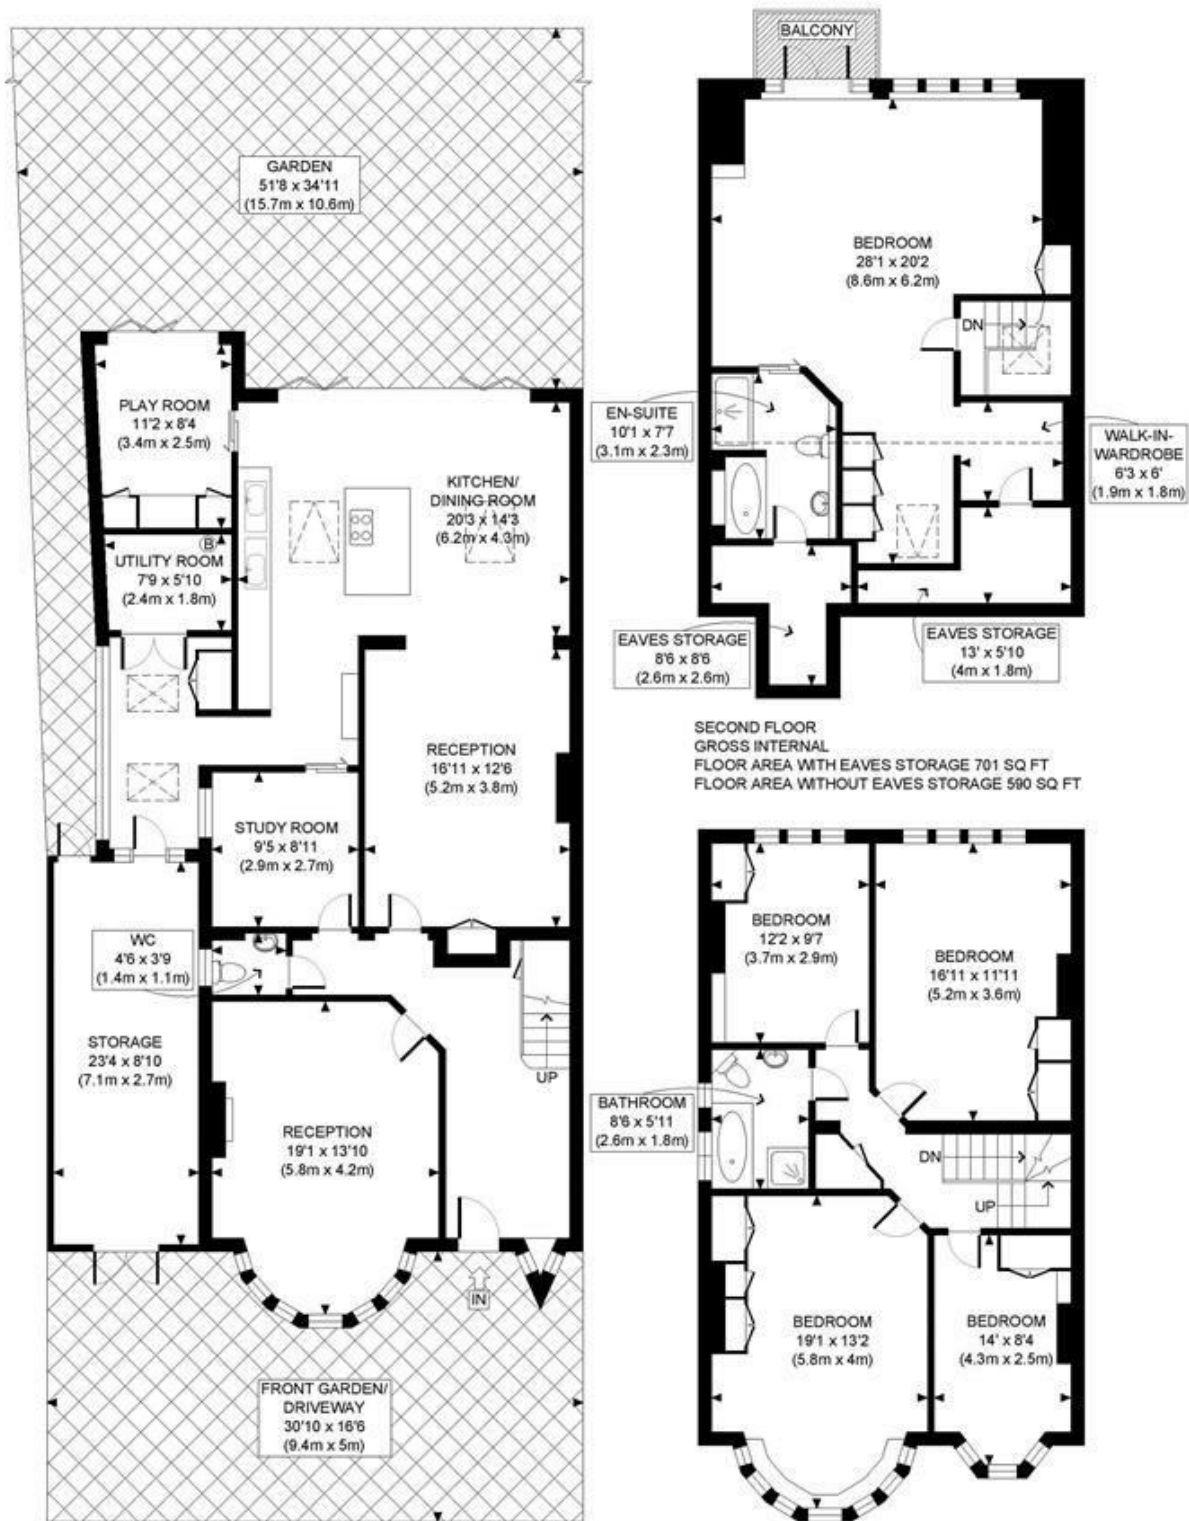 GARDEN
51'8 x 34'11
(15.7m x 10.6m)
PLAY ROOM
11'2 x 8'4
(3.4m x 2.5m)
KITCHEN/
DINING ROOM
20'3 x 14'3
(6.2m x 4.3m)
B
UTILITY ROOM
7'9 x 5'10
(2.4m x 1.8m)
RECEPTION
16'11 x 12'6
(5.2m x 3.8m)
STUDY ROOM
9'5 x 8'11
(2.9m x 2.7m)
WC
4'6 x 3'9
(1.4m x 1.1m)
STORAGE
23'4 x 8'10
(7.1m x 2.7m)
UP
RECEPTION
19'1 x 13'10
(5.8m x 4.2m)
IN
FRONT GARDEN/
DRIVEWAY
30'10 x 16'6
(9.4m x 5m)
BALCONY
BEDROOM
28'1 x 20'2
(8.6m x 6.2m)
DN
EN-SUITE
10'1 x 7'7
(3.1m x 2.3m)
WALK-IN-
WARDROBE
6'3 x 6'
(1.9m x 1.8m)
EAVES STORAGE
8'6 x 8'6
(2.6m x 2.6m)
EAVES STORAGE
13' x 5'10
(4m x 1.8m)
SECOND FLOOR
GROSS INTERNAL
FLOOR AREA WITH EAVES STORAGE 701 SQ FT
FLOOR AREA WITHOUT EAVES STORAGE 590 SQ FT
BEDROOM
12'2 x 9'7
(3.7m x 2.9m)
BEDROOM
16'11 x 11'11
(5.2m x 3.6m)
BATHROOM
8'6 x 5'11
(2.6m x 1.8m)
DN
UP
BEDROOM
19'1 x 13'2
(5.8m x 4m)
BEDROOM
14' x 8'4
(4.3m x 2.5m)